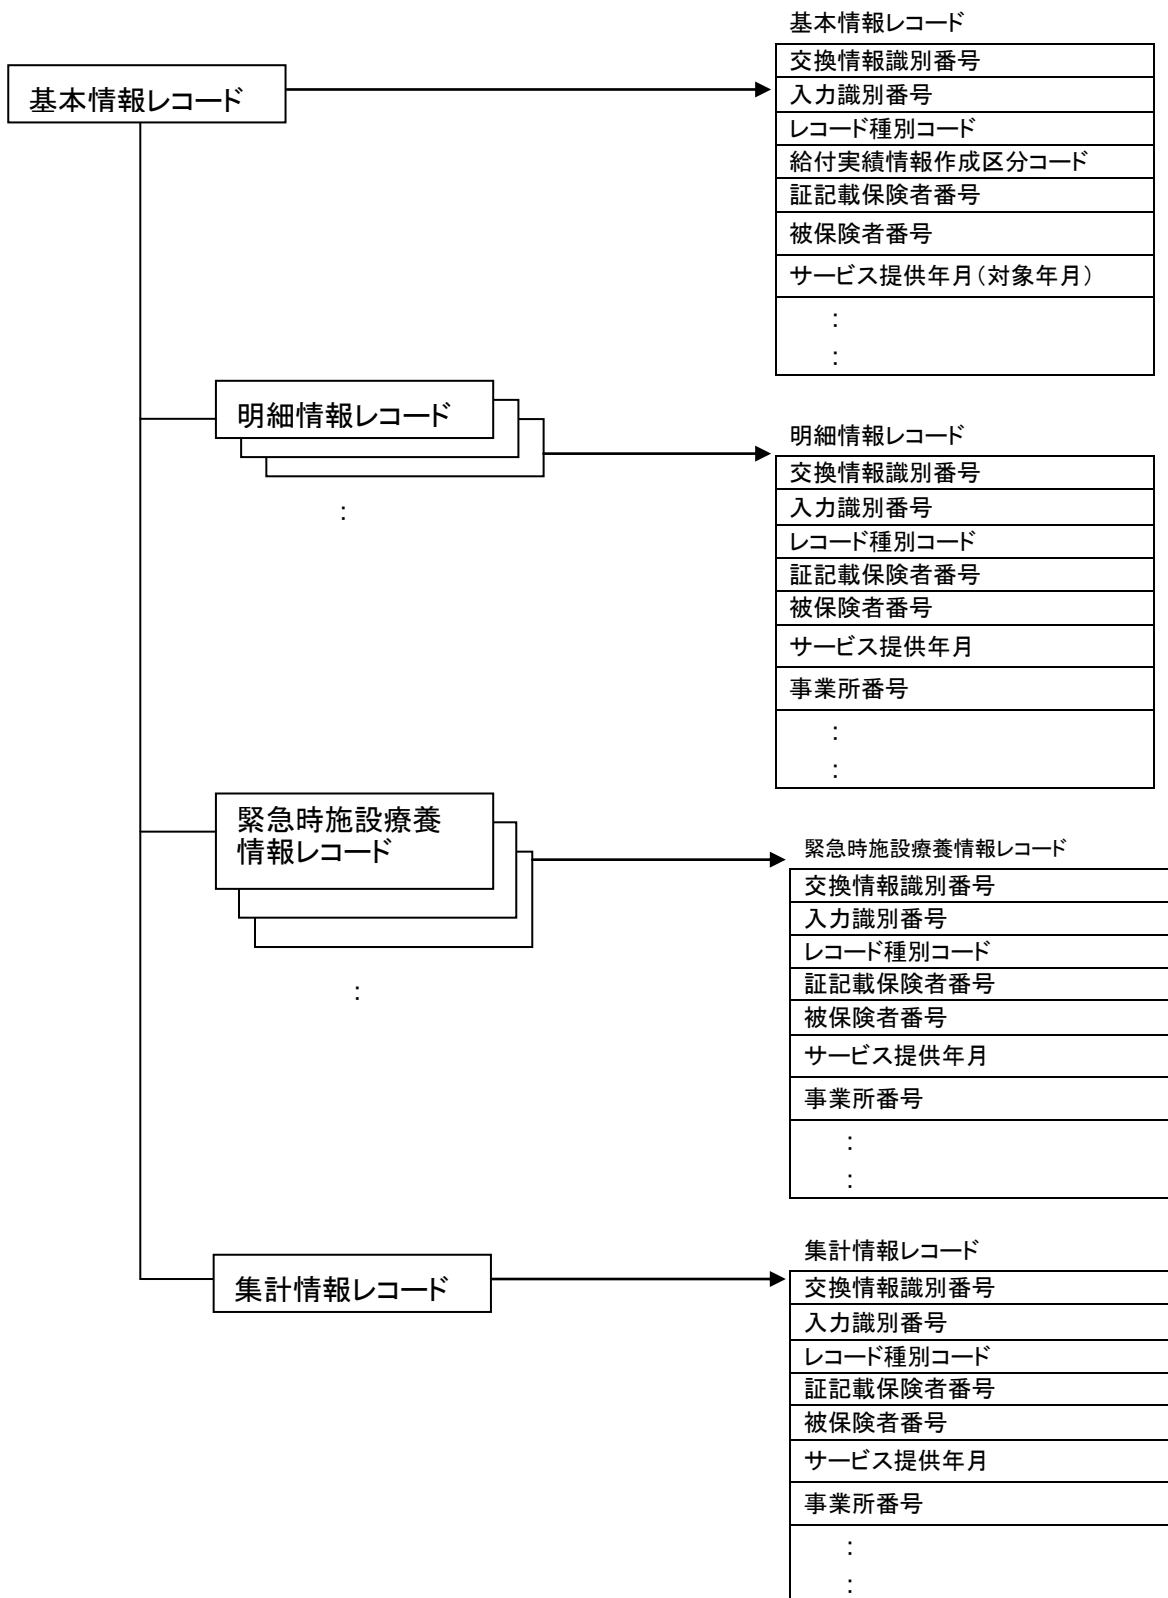 基本情報レコード
基本情報レコード
交換情報識別番号
入力識別番号
レコード種別コード
給付実績情報作成区分コード
証記載保険者番号
被保険者番号
サービス提供年月(対象年月)
:
:
明細情報レコード
:
明細情報レコード
交換情報識別番号
入力識別番号
レコード種別コード
証記載保険者番号
被保険者番号
サービス提供年月
事業所番号
:
:
緊急時施設療養
情報レコード
:
緊急時施設療養情報レコード
交換情報識別番号
入力識別番号
レコード種別コード
証記載保険者番号
被保険者番号
サービス提供年月
事業所番号
:
:
集計情報レコード
集計情報レコード
交換情報識別番号
入力識別番号
レコード種別コード
証記載保険者番号
被保険者番号
サービス提供年月
事業所番号
:
: